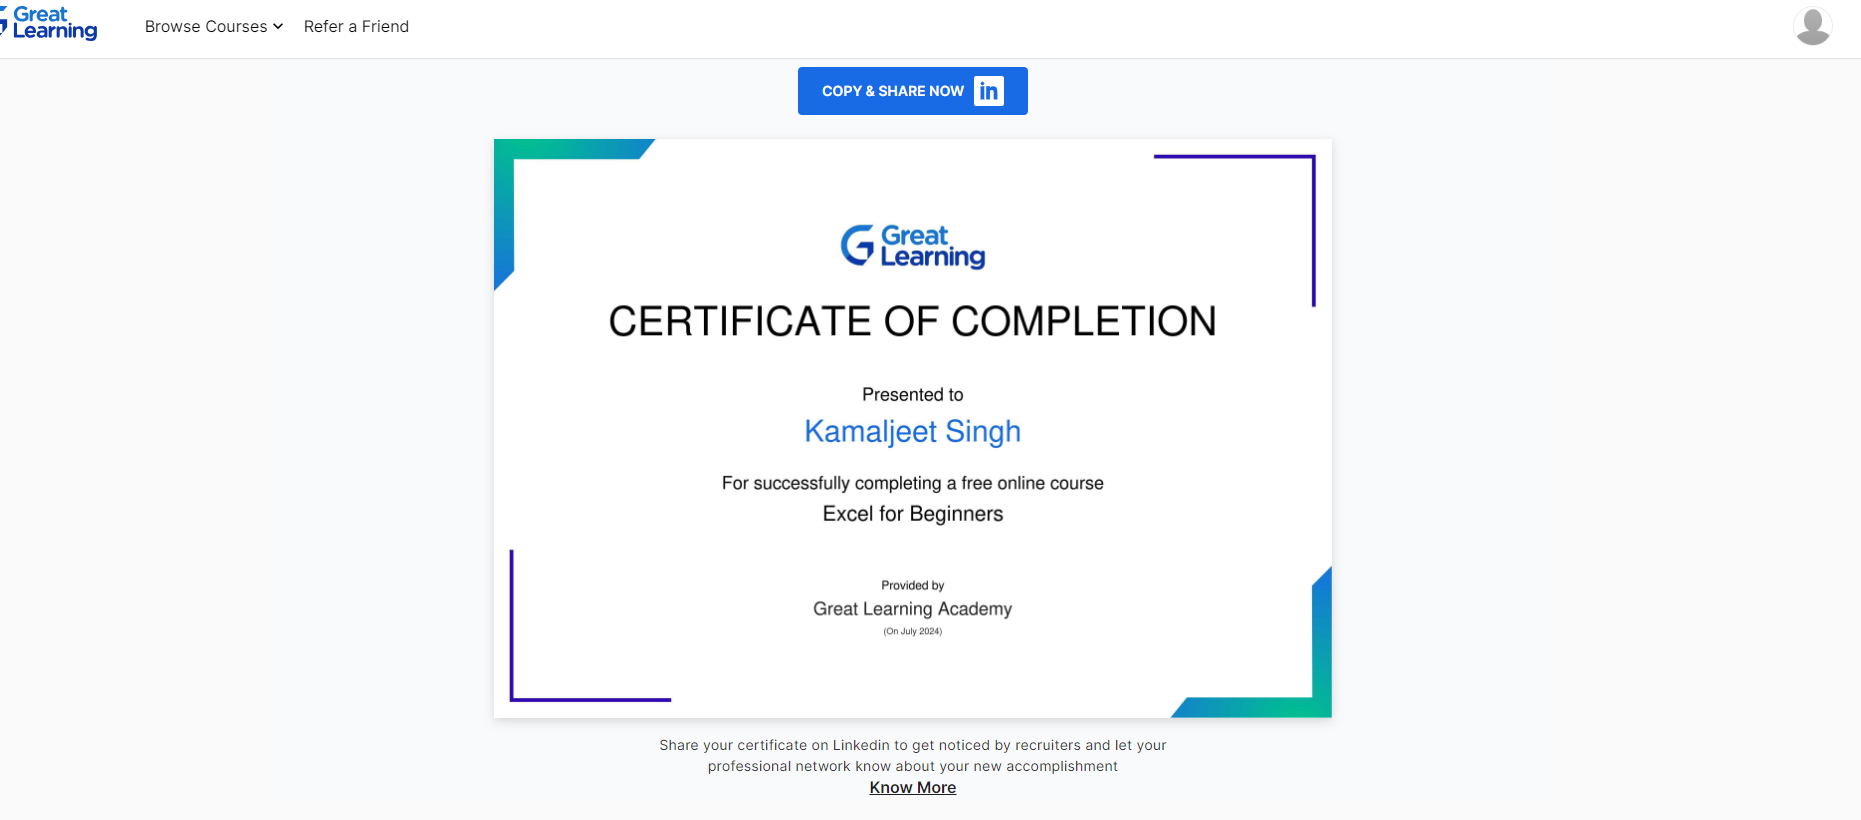 Great
Learning
Browse Courses
Refer a Friend
COPY & SHARE NOW in
Great
Learning
CERTIFICATE OF COMPLETION
Presented to
Kamaljeet Singh
For successfully completing a free online course
Excel for Beginners
Provided by
Great Learning Academy
(On July 2024)
Share your certificate on Linkedin to get noticed by recruiters and let your
professional network know about your new accomplishment
Know More